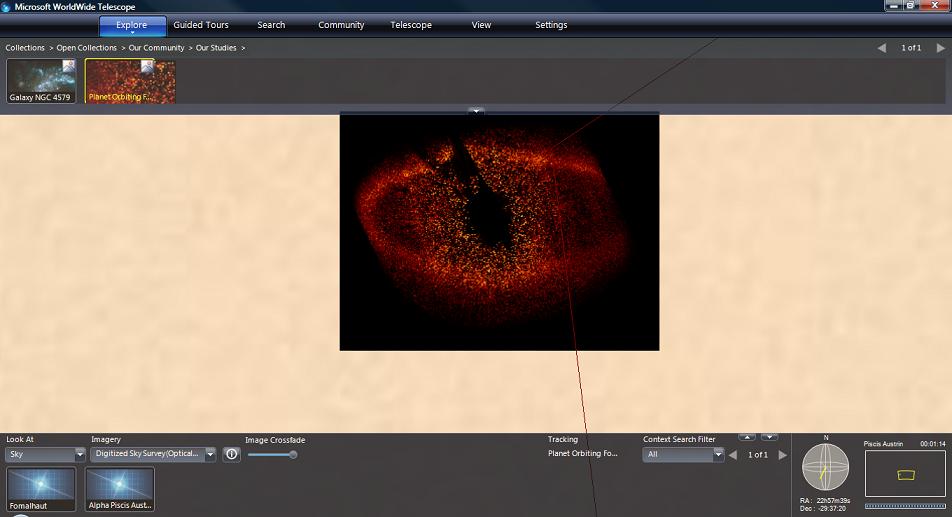 Microsoft WorldWide Telescope
Explore Guided Tours Search Community Telescope View Settings
Collections > Open Collections > Our Community > Our Studies >
1 of 1
Galaxy NGC 4579
Planet Orbiting F...
Look At
Sky
Imagery
Digitized Sky Survey(Optical...
Image Crossfade
Tracking
Planet Orbiting Fo...
Context Search Filter
All
1 of 1
Fomalhaut
Alpha Piscis Aust...
N
RA : 22h57m39s
Dec : -29:37:20
Piscis Austrin 00:01:14